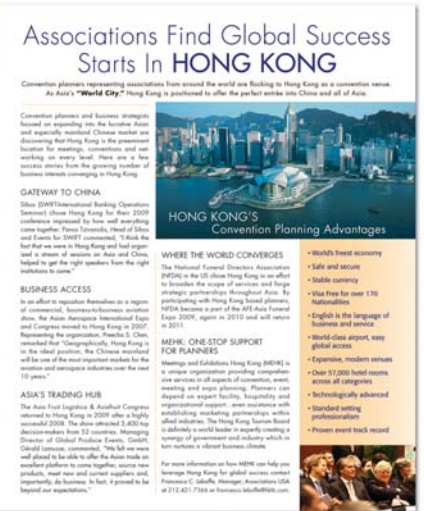 Associations Find Global Success
Starts In HONG KONG
Convention planners representing associations from around the world are flocking to Hong Kong as a convention venue.
As Asia's "World City," Hong Kong is positioned to offer the perfect entrée into China and all of Asia.
Convention planners and business strategists
focused on expanding into the lucrative Asian
and especially mainland Chinese market are
discovering that Hong Kong is the preeminent
location for meetings, conventions and net-
working on every level. Here are a few
success stories from the growing number of
business interests converging in Hong Kong.
GATEWAY TO CHINA
Sibos (SWIFT-International Banking Operations
Seminar) chose Hong Kong for their 2009
conference impressed by how well everything
came together. Panos Tzivanidis, Head of Sibos
and Events for SWIFT commented, "I think the
fact that we were in Hong Kong and had organ-
ized a stream of sessions on Asia and China,
helped to get the right speakers from the right
institutions to come."
BUSINESS ACCESS
In an effort to reposition themselves as a region-
al commercial, business-to-business aviation
show, the Asian Aerospace International Expo
and Congress moved to Hong Kong in 2007.
Representing the organization, Preecha S. Chen,
remarked that "Geographically, Hong Kong is
in the ideal position; the Chinese mainland
will be one of the most important markets for the
aviation and aerospace industries over the next
10 years."
ASIA'S TRADING HUB
The Asia Fruit Logistica & Asiafruit Congress
returned to Hong Kong in 2009 after a highly
successful 2008. The show attracted 3,400 top
decision-makers from 52 countries. Managing
Director of Global Produce Events, GmbH,
Gérald Lamusse, commented, "We felt we were
well placed to be able to offer the Asian trade an
excellent platform to come together, source new
products, meet new and current suppliers and,
importantly, do business. In fact, it proved to be
beyond our expectations."
HONG KONG'S
Convention Planning Advantages
WHERE THE WORLD CONVERGES
The National Funeral Directors Association
(NFDA) in the US chose Hong Kong in an effort
to broaden the scope of services and forge
strategic partnerships throughout Asia. By
participating with Hong Kong based planners,
NFDA became a part of the AFE-Asia Funeral
Expo 2009, again in 2010 and will return
in 2011.
MEHK: ONE-STOP SUPPORT
FOR PLANNERS
Meetings and Exhibitions Hong Kong (MEHK) is
a unique organization providing comprehen-
sive services in all aspects of convention, event,
meeting and expo planning. Planners can
depend on expert facility, hospitality and
organizational support , even assistance with
establishing marketing partnerships within
allied industries. The Hong Kong Tourism Board
is definitely a world leader in expertly creating a
synergy of government and industry which in
turn nurtures a vibrant business climate.
For more information on how MEHK can help you
leverage Hong Kong for global success contact
Francesca C. Leboffe, Manager, Associations USA
at 212.421.7366 or francesca.leboffe@hktb.com.
• World's freest economy
• Safe and secure
• Stable currency
• Visa Free for over 170
Nationalities
• English is the language of
business and service
• World-class airport, easy
global access
• Expansive, modern venues
• Over 57,000 hotel rooms
across all categories
• Technologically advanced
• Standard setting
professionalism
• Proven event track record